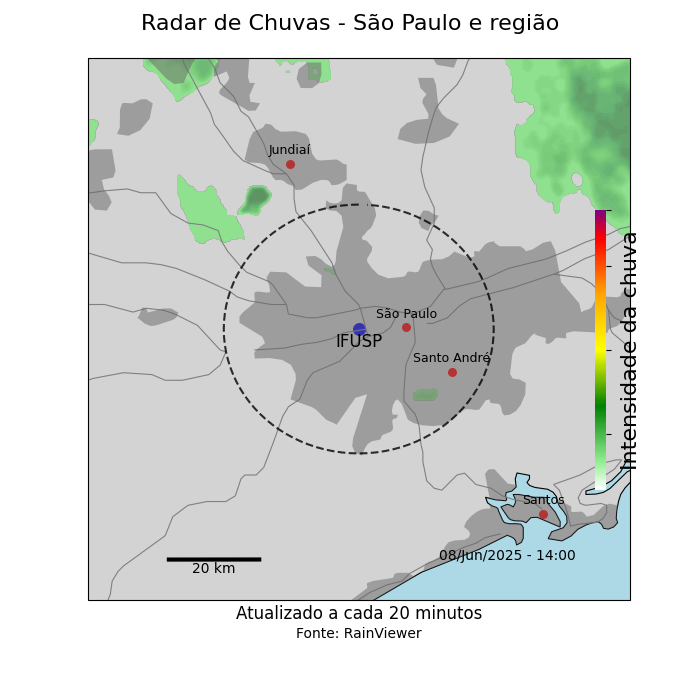 Radar de Chuvas - São Paulo e região
Jundiaí
São Paulo
IFUSP
Santo André
Intensidade da chuva
Santos
08/Jun/2025 - 14:00
20 km
Atualizado a cada 20 minutos
Fonte: RainViewer